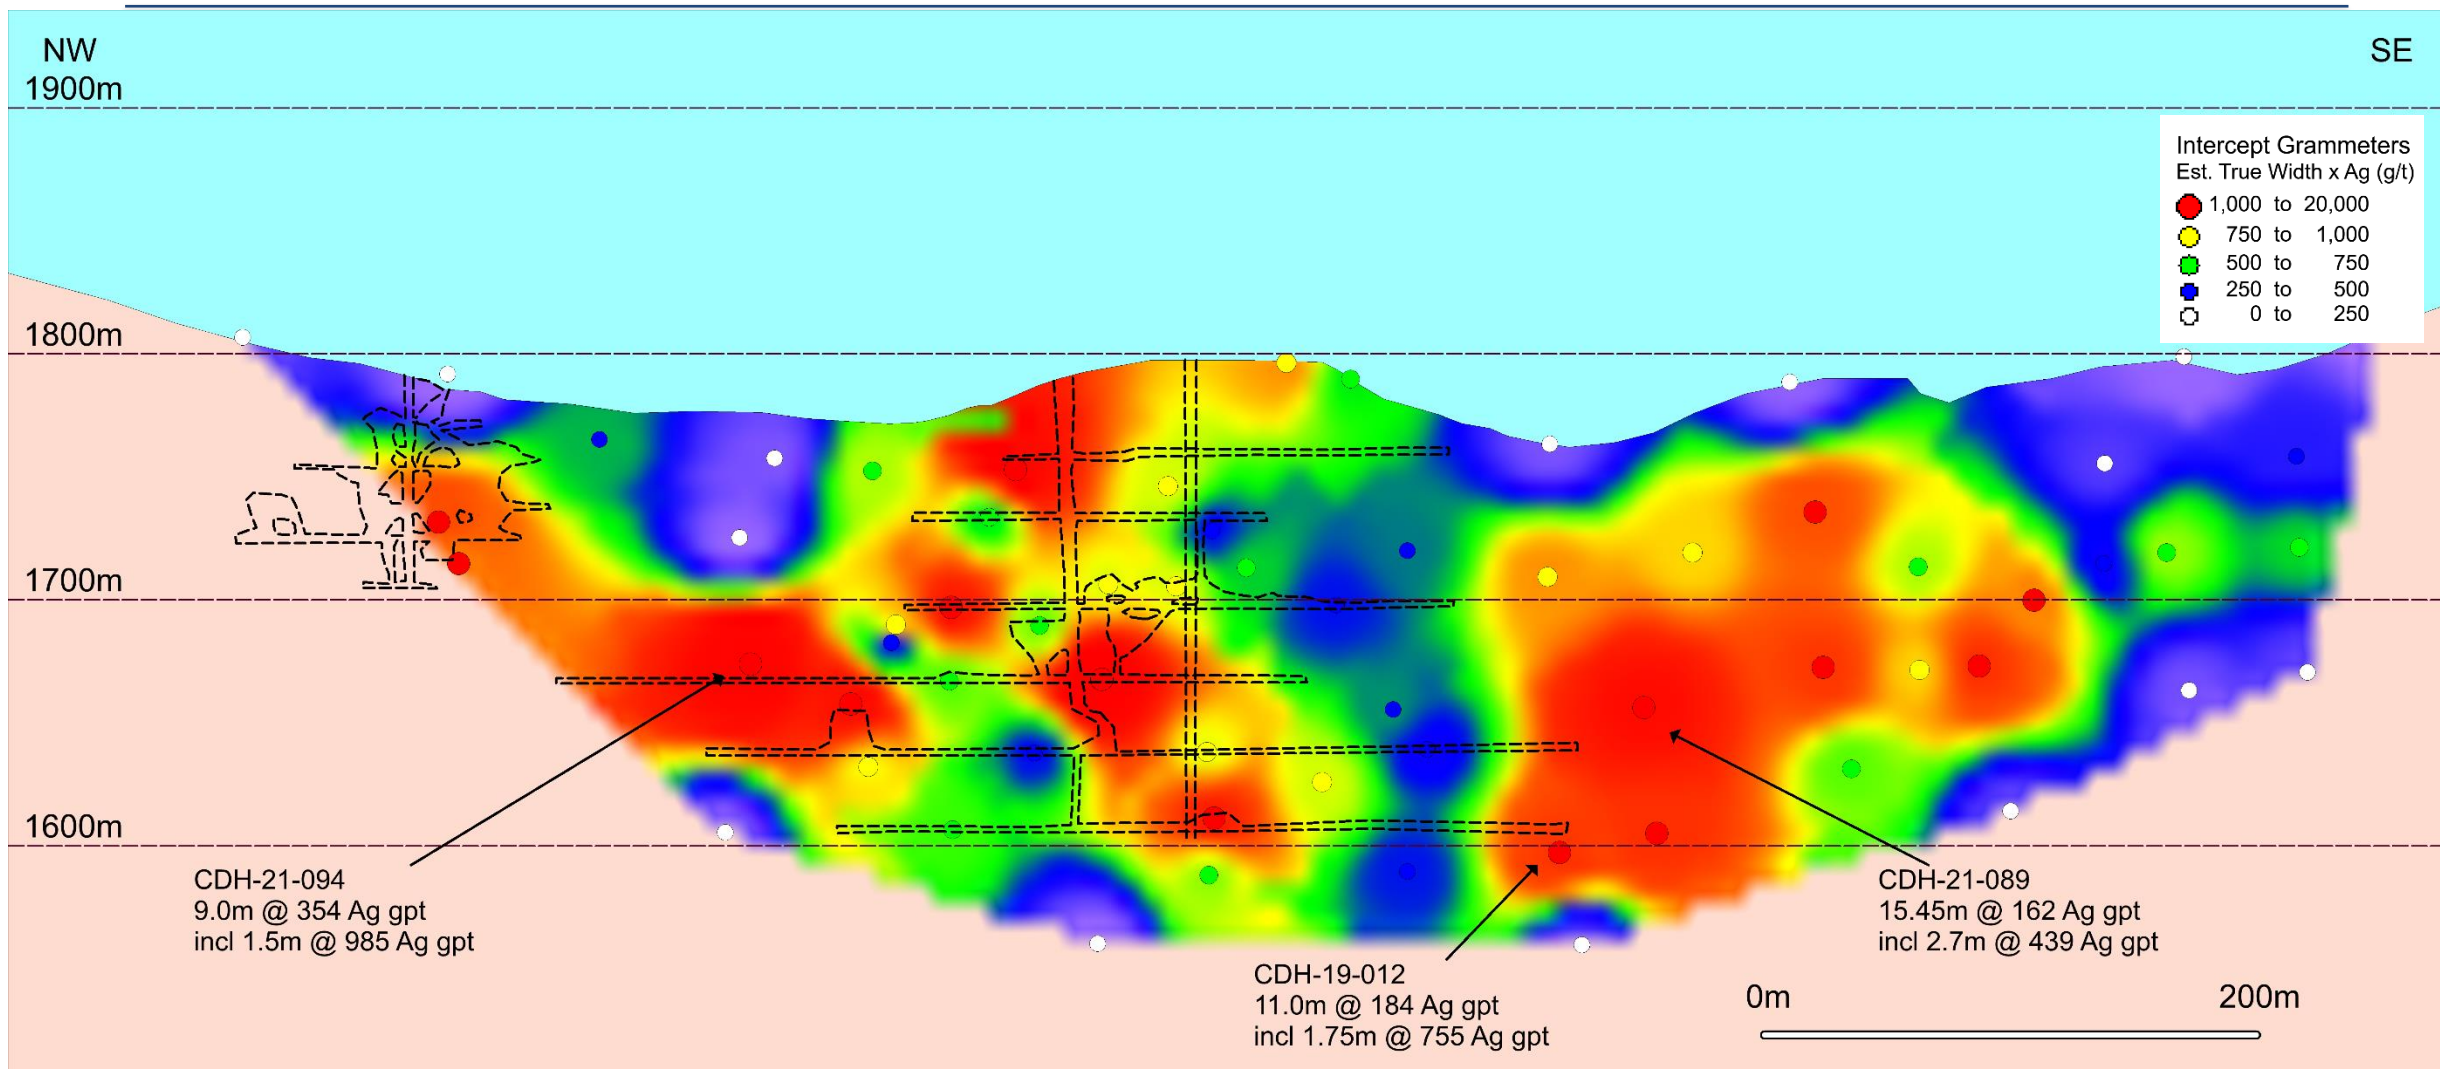 NW
SE
1900m
1800m
1700m
1600m
Intercept Grammeters
Est. True Width x Ag (g/t)
1,000 to 20,000
750 to 1,000
500 to 750
250 to 500
0 to 250
CDH-21-094
9.0m @ 354 Ag gpt
incl 1.5m @ 985 Ag gpt
CDH-19-012
11.0m @ 184 Ag gpt
incl 1.75m @ 755 Ag gpt
CDH-21-089
15.45m @ 162 Ag gpt
incl 2.7m @ 439 Ag gpt
0m 200m